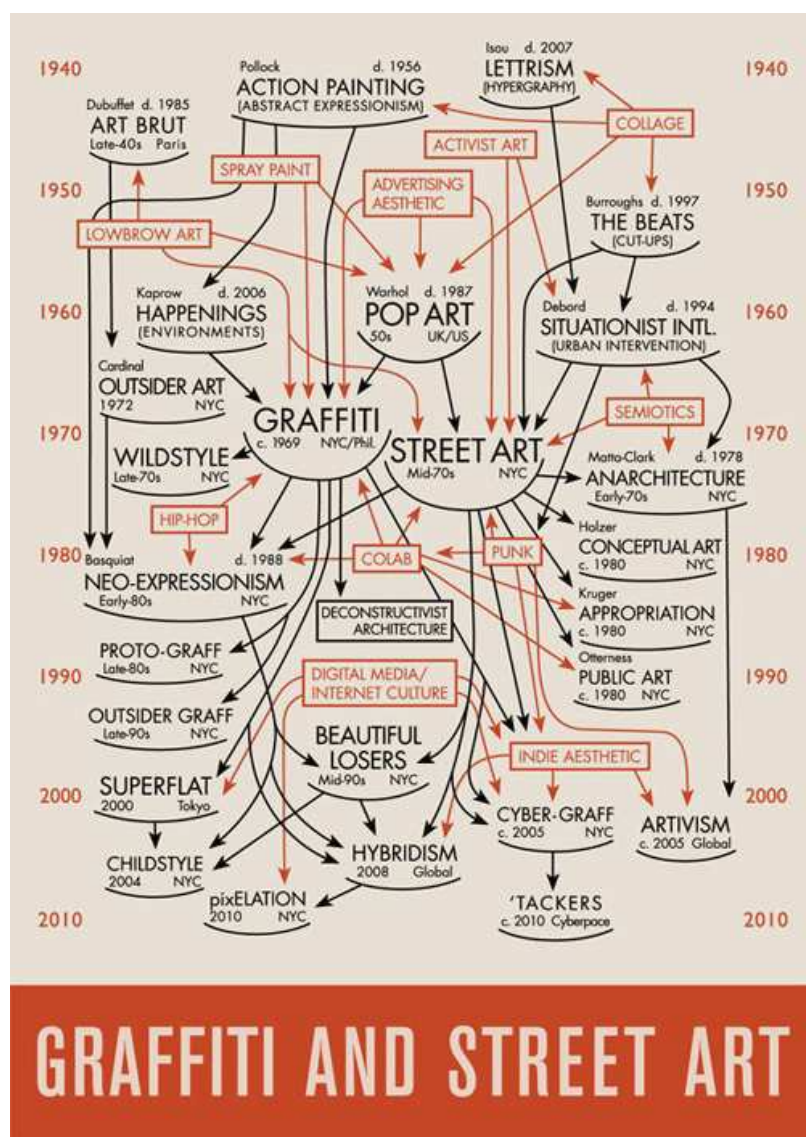 Isou d. 2007
1940
Pollock d. 1956
LETTRISM
1940
ACTION PAINTING
(HYPERGRAPHY)
(ABSTRACT EXPRESSIONISM)
Dubuffet d. 1985
ART BRUT
COLLAGE
Late-40s Paris
ACTIVIST ART
SPRAY PAINT
1950
ADVERTISING
AESTHETIC
1950
Burroughs d. 1997
THE BEATS
(CUT-UPS)
LOWBROW ART
Kaprow d. 2006
Warhol d. 1987
Debord d. 1994
1960
HAPPENINGS
(ENVIRONMENTS)
POP ART
50s UK/US
SITUATIONIST INTL.
(URBAN INTERVENTION)
1960
Cardinal
OUTSIDER ART
1972 NYC
GRAFFITI
c. 1969 NYC/Phil.
SEMIOTICS
1970
STREET ART
Mid-70s NYC
1970
WILDSTYLE
Late-70s NYC
Matta-Clark d. 1978
ANARCHITECTURE
Early-70s NYC
HIP-HOP
Holzer
CONCEPTUAL ART
c. 1980 NYC
1980
COLAB
PUNK
1980
Basquiat d. 1988
NEO-EXPRESSIONISM
Early-80s NYC
Kruger
APPROPRIATION
c. 1980 NYC
DECONSTRUCTIVIST
ARCHITECTURE
PROTO-GRAFF
Late-80s NYC
Otterness
PUBLIC ART
c. 1980 NYC
1990
DIGITAL MEDIA/
INTERNET CULTURE
1990
OUTSIDER GRAFF
Late-90s NYC
BEAUTIFUL
LOSERS
Mid-90s NYC
INDIE AESTHETIC
SUPERFLAT
2000 Tokyo
2000
2000
CYBER-GRAFF
c. 2005 NYC
ARTIVISM
c. 2005 Global
CHILDSTYLE
2004 NYC
HYBRIDISM
2008 Global
pixELATION
2010 NYC
'TACKERS
c. 2010 Cyberpace
2010
2010
GRAFFITI AND STREET ART